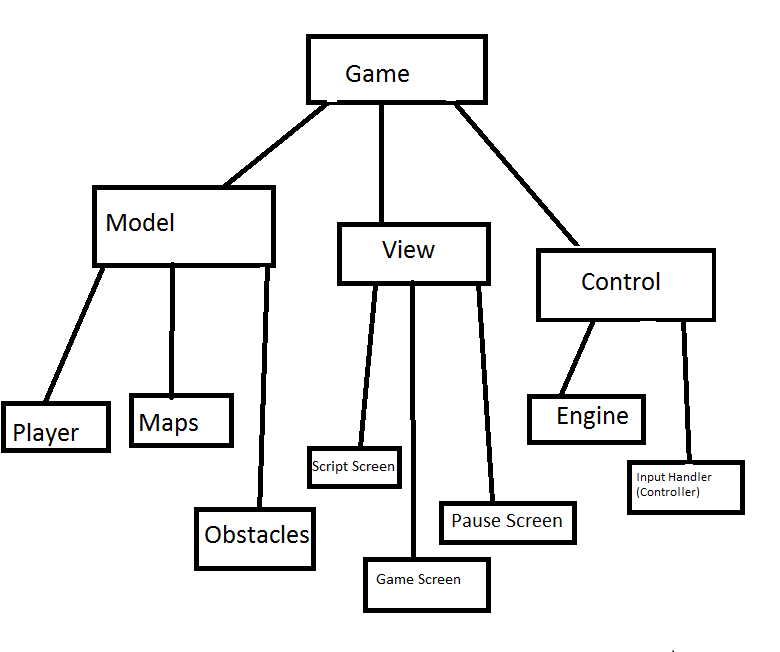 Game
Model
View
Control
Player
Maps
Engine
Script Screen
Input Handler
(Controller)
Obstacles
Pause Screen
Game Screen